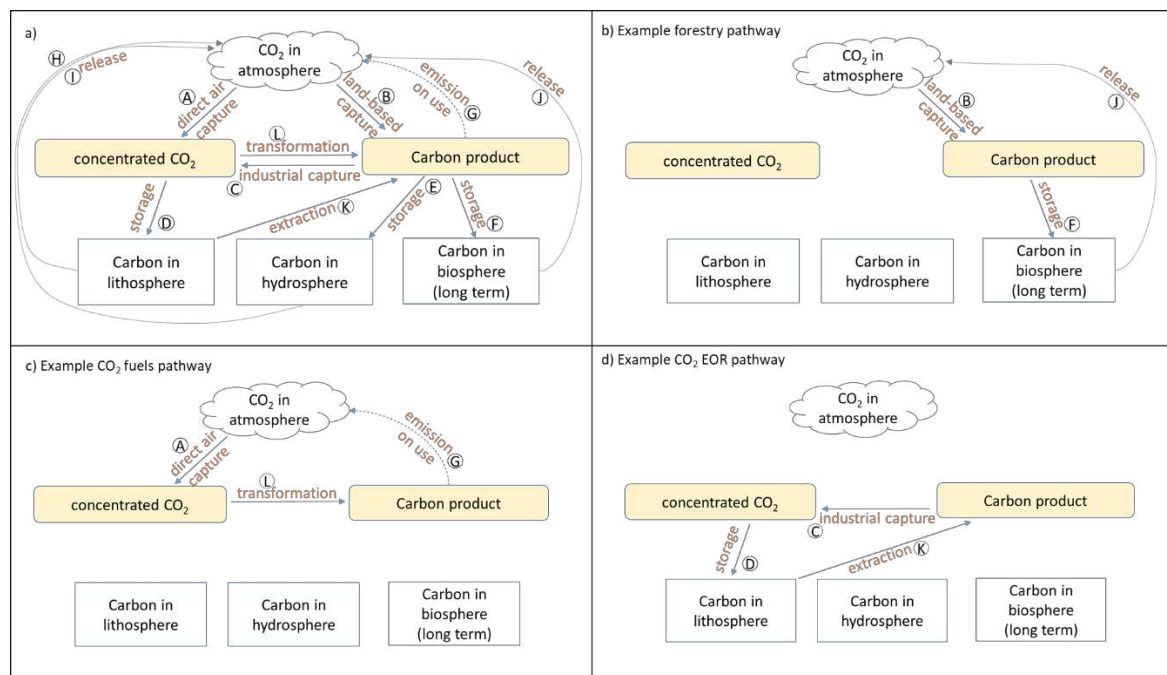 a)
H
I
release
CO₂ in
atmosphere
A
direct air
capture
B
land-based
capture
emission
on use
G
release
J
concentrated CO₂
L
transformation
industrial capture
C
Carbon product
storage
D
extraction
K
storage
E
storage
F
Carbon in
lithosphere
Carbon in
hydrosphere
Carbon in
biosphere
(long term)
b) Example forestry pathway
CO₂ in
atmosphere
B
land-based
capture
release
J
concentrated CO₂
Carbon product
storage
F
Carbon in
lithosphere
Carbon in
hydrosphere
Carbon in
biosphere
(long term)
c) Example CO₂ fuels pathway
CO₂ in
atmosphere
A
direct air
capture
emission
on use
G
concentrated CO₂
L
transformation
Carbon product
Carbon in
lithosphere
Carbon in
hydrosphere
Carbon in
biosphere
(long term)
d) Example CO₂ EOR pathway
CO₂ in
atmosphere
concentrated CO₂
industrial capture
C
Carbon product
storage
D
extraction
K
Carbon in
lithosphere
Carbon in
hydrosphere
Carbon in
biosphere
(long term)